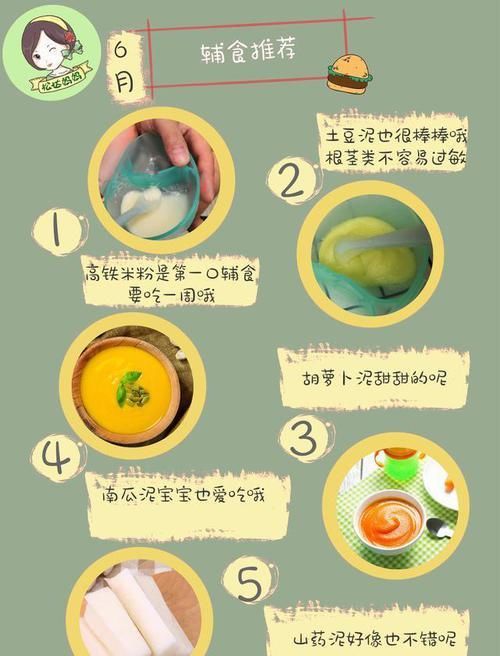 松达妈妈
6
月
辅食推荐
1
高铁米粉是第一口辅食
要吃一周哦
2
土豆泥也很棒棒哦
根茎类不容易过敏
3
胡萝卜泥甜甜的呢
4
南瓜泥宝宝也爱吃哦
5
山药泥好像也不错呢